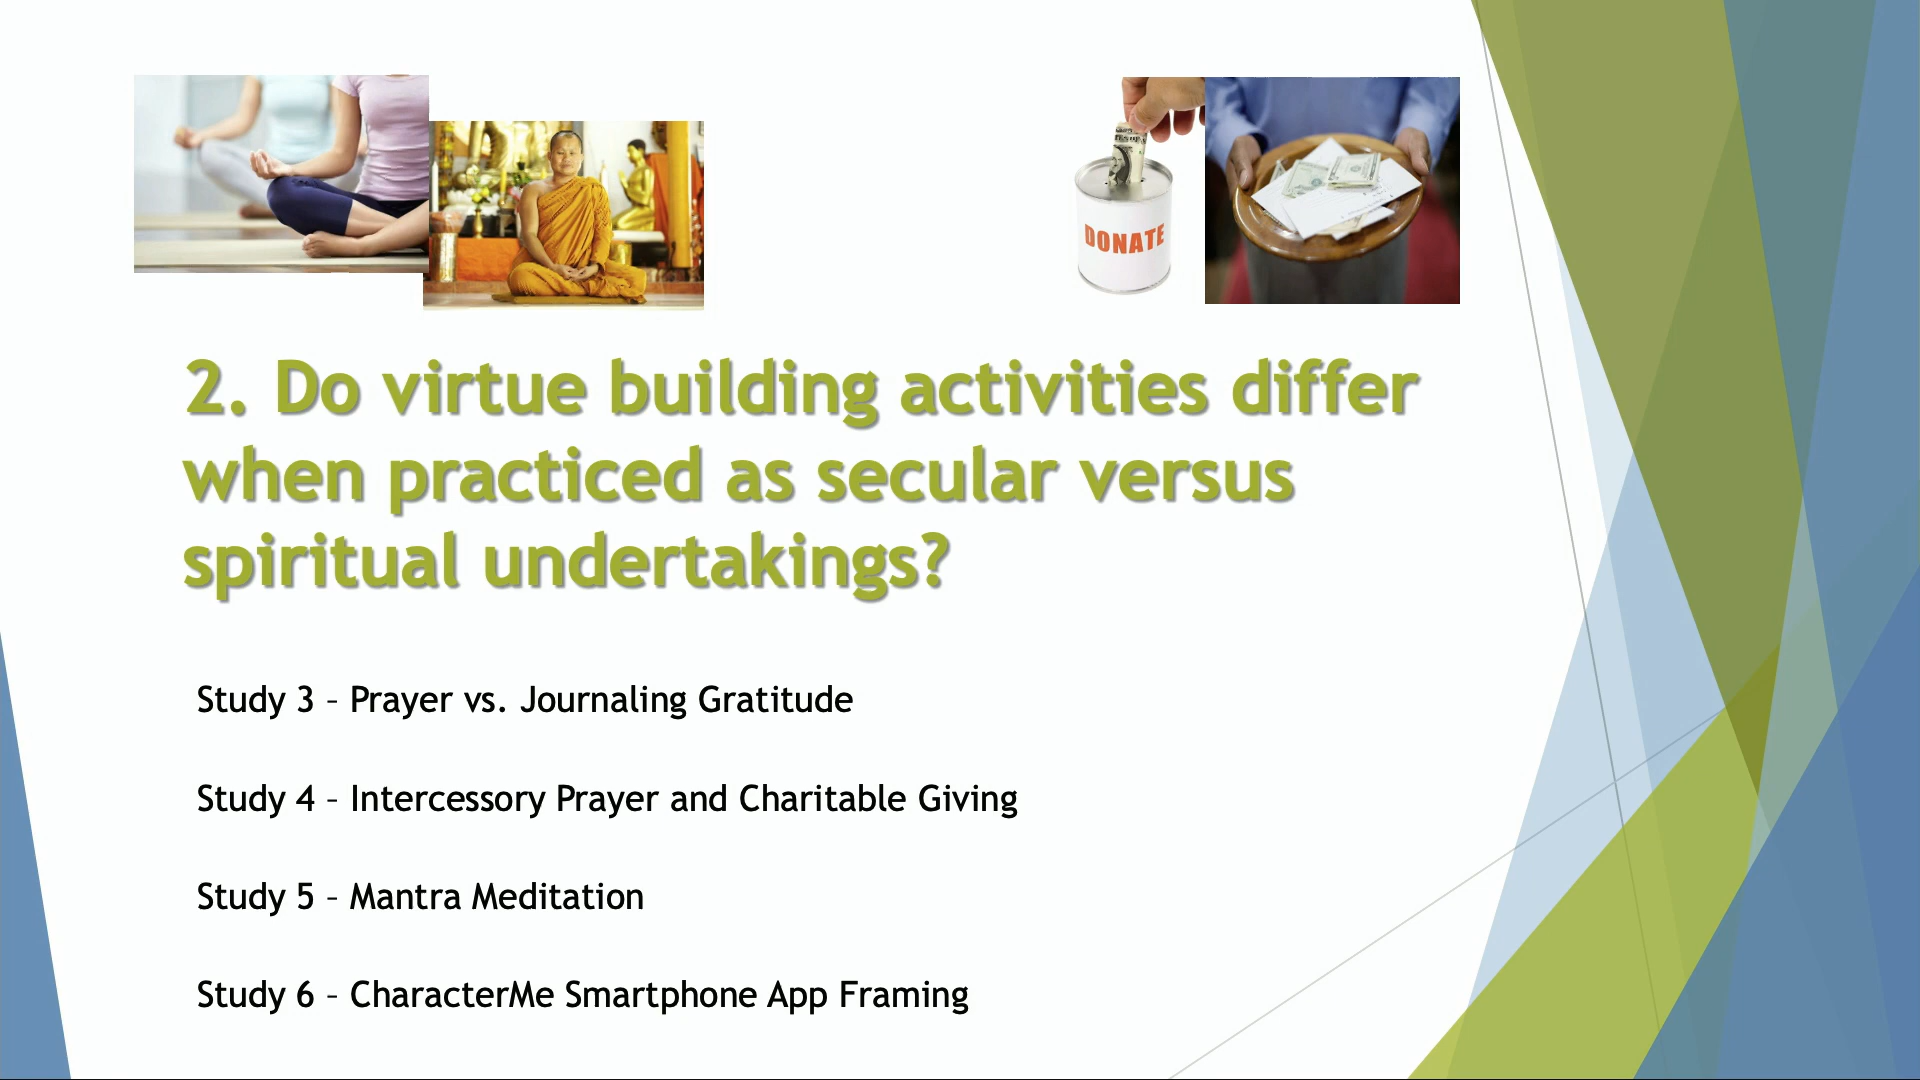 DONATE
2. Do virtue building activities differ
when practiced as secular versus
spiritual undertakings?
Study 3 – Prayer vs. Journaling Gratitude
Study 4 – Intercessory Prayer and Charitable Giving
Study 5 – Mantra Meditation
Study 6 – CharacterMe Smartphone App Framing